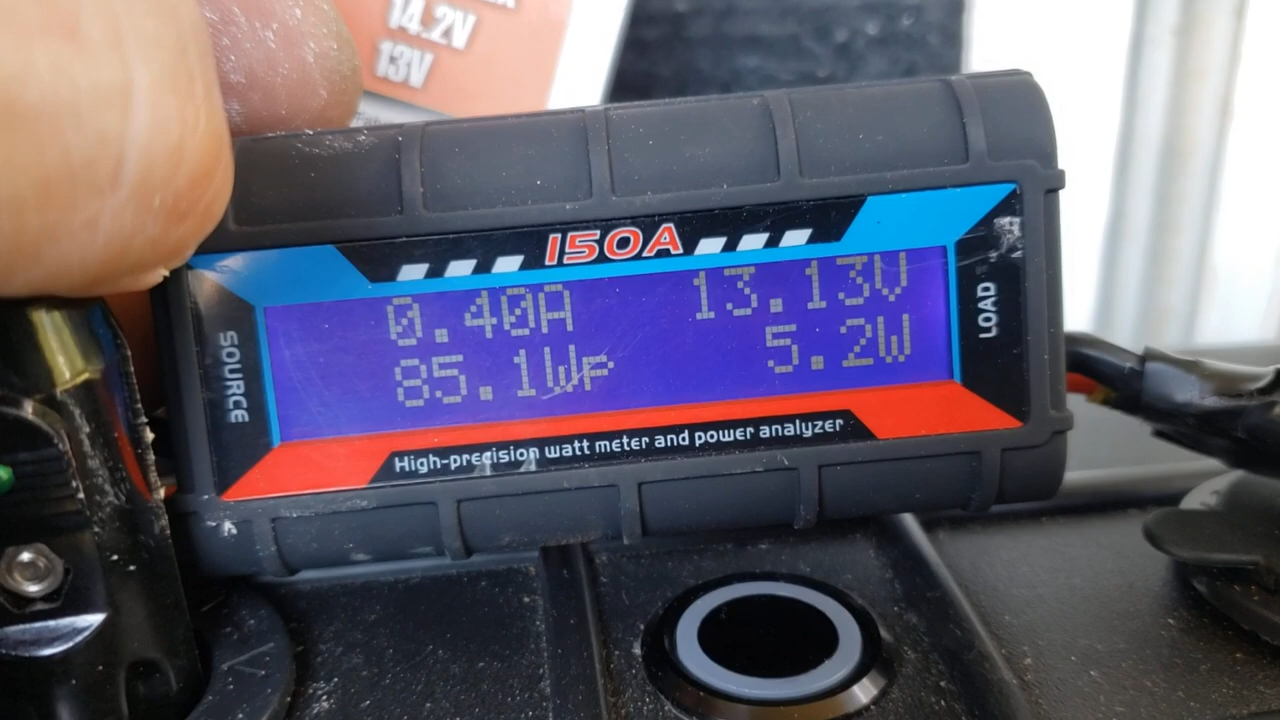 14.2V
13V
150A
0.40A 13.13V
85.1Wp 5.2W
SOURCE
LOAD
High-precision watt meter and power analyzer